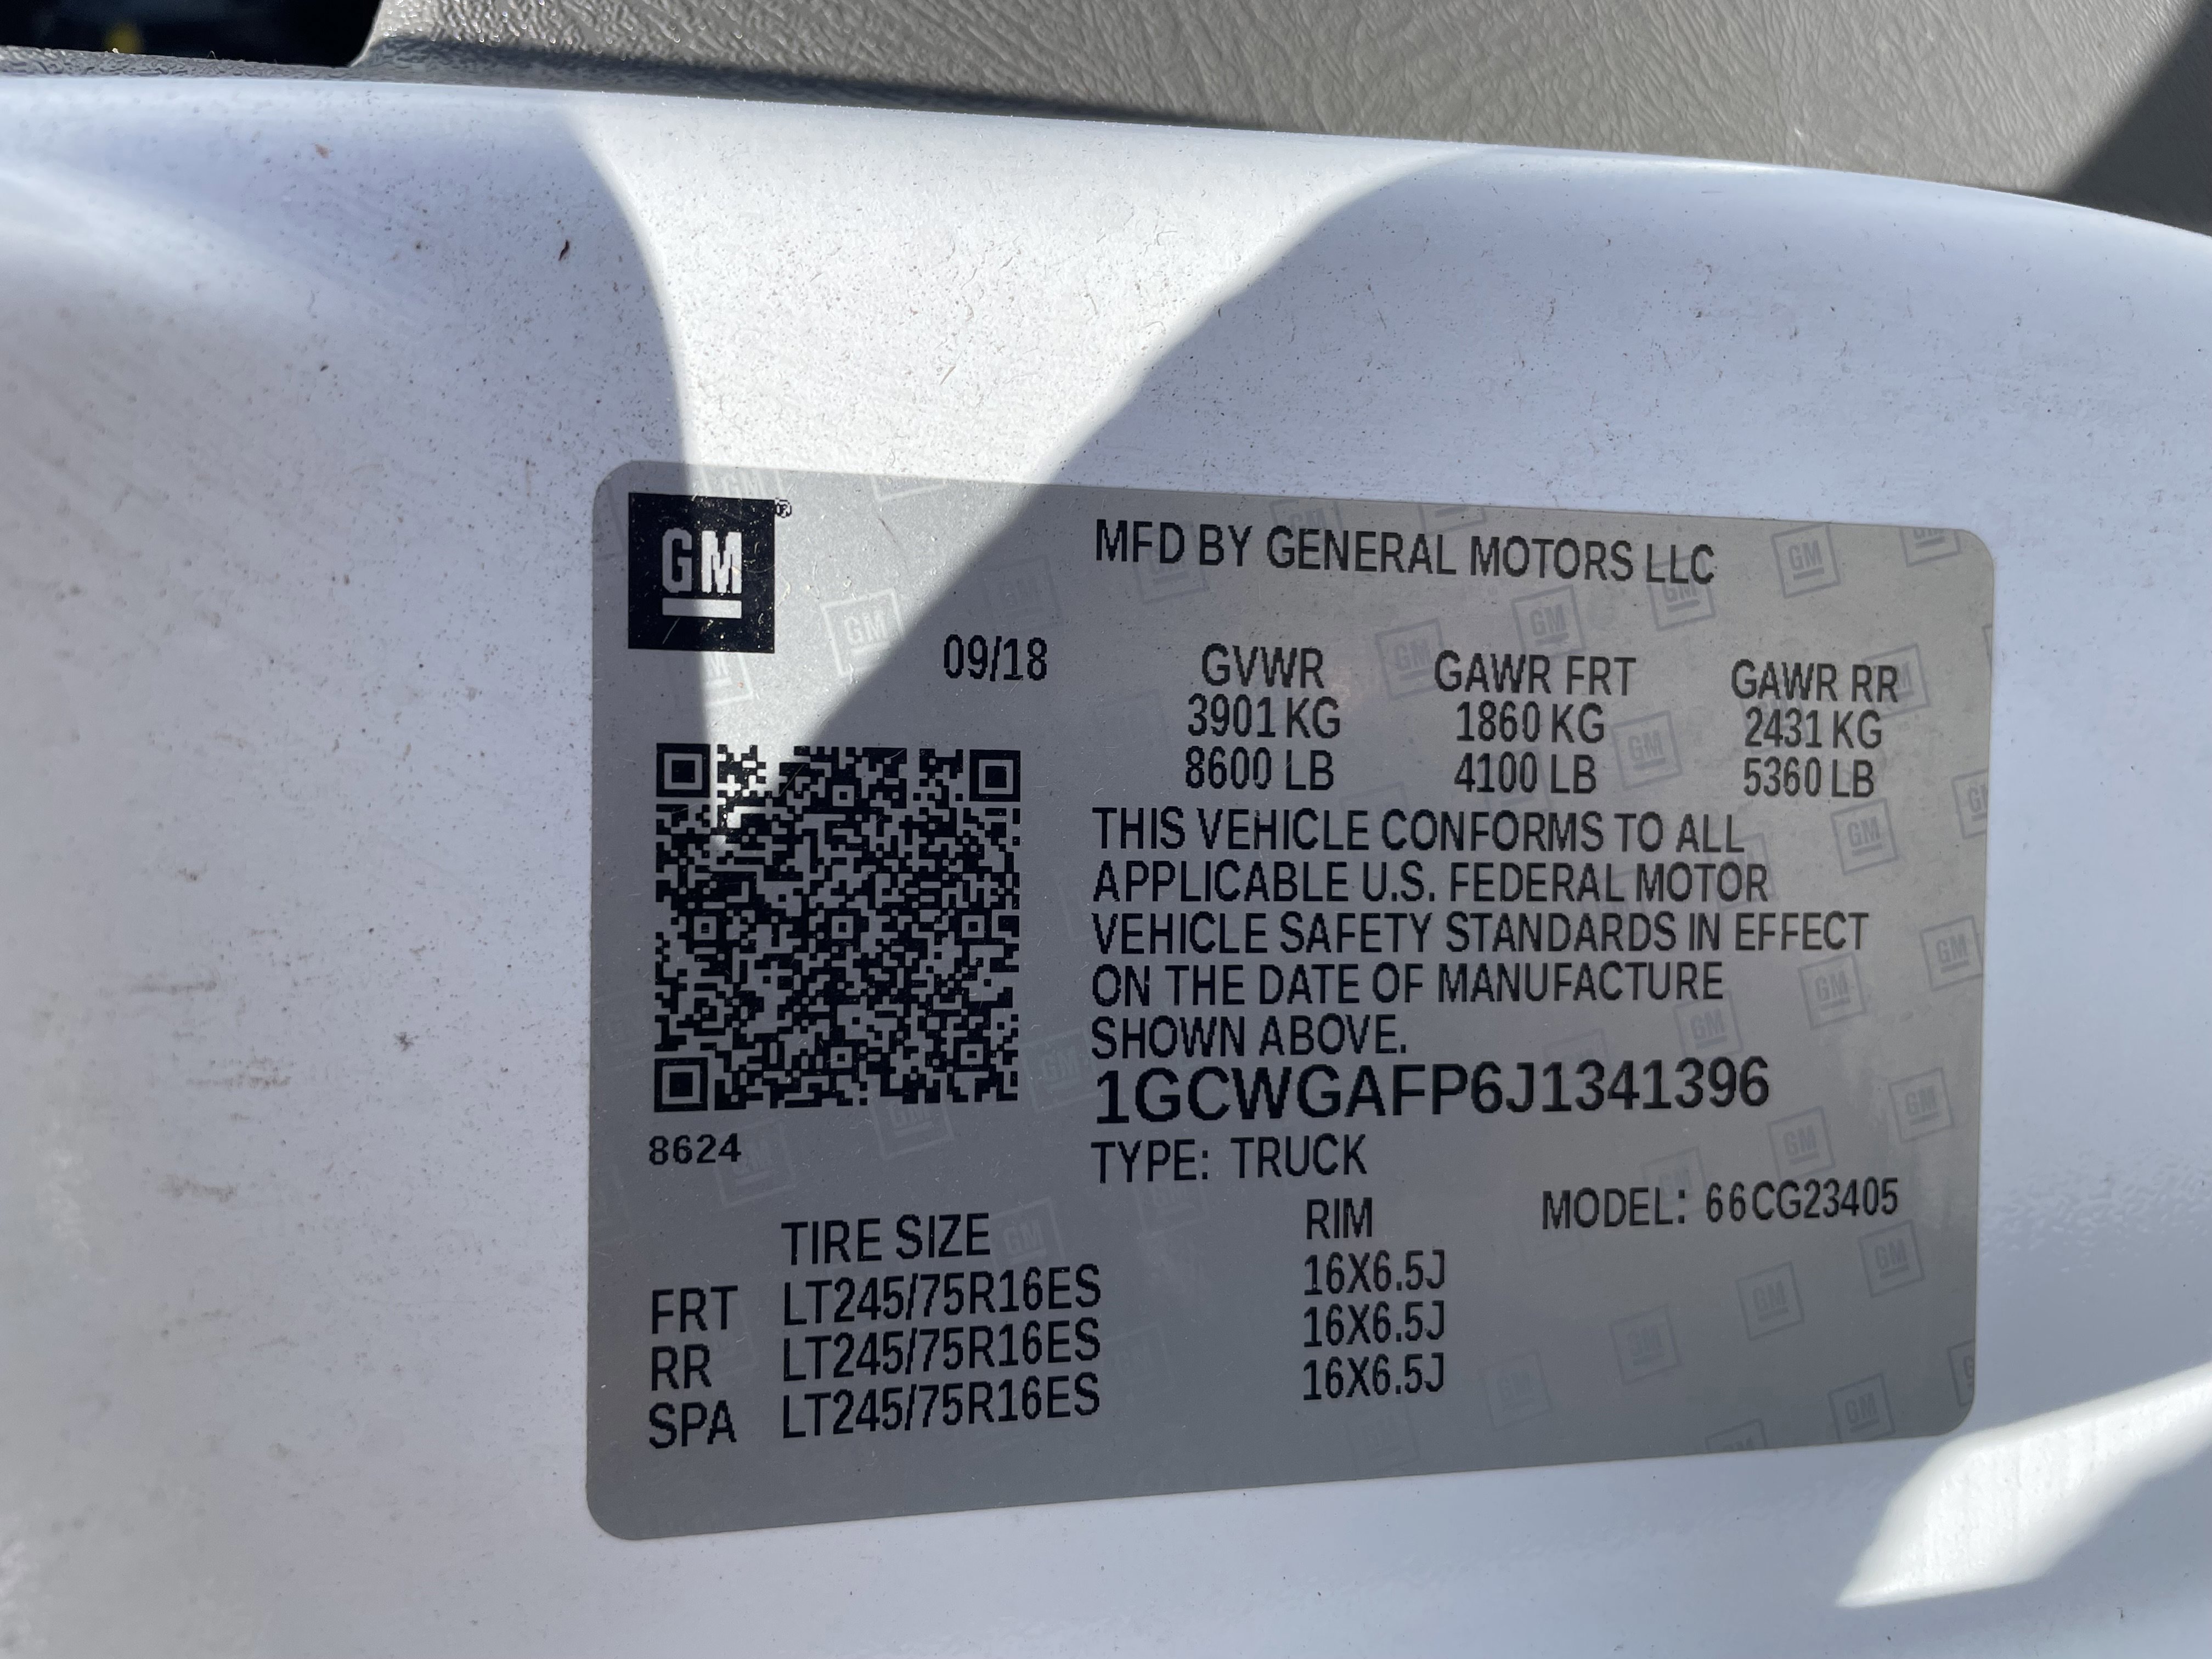 GM
MFD BY GENERAL MOTORS LLC
09/18
GVWR GAWR FRT GAWR RR
3901 KG 1860 KG 2431 KG
8600 LB 4100 LB 5360 LB
THIS VEHICLE CONFORMS TO ALL
APPLICABLE U.S. FEDERAL MOTOR
VEHICLE SAFETY STANDARDS IN EFFECT
ON THE DATE OF MANUFACTURE
SHOWN ABOVE.
1GCWGAFP6J1341396
8624
TYPE: TRUCK
MODEL: 66CG23405
TIRE SIZE RIM
FRT LT245/75R16ES 16X6.5J
RR LT245/75R16ES 16X6.5J
SPA LT245/75R16ES 16X6.5J